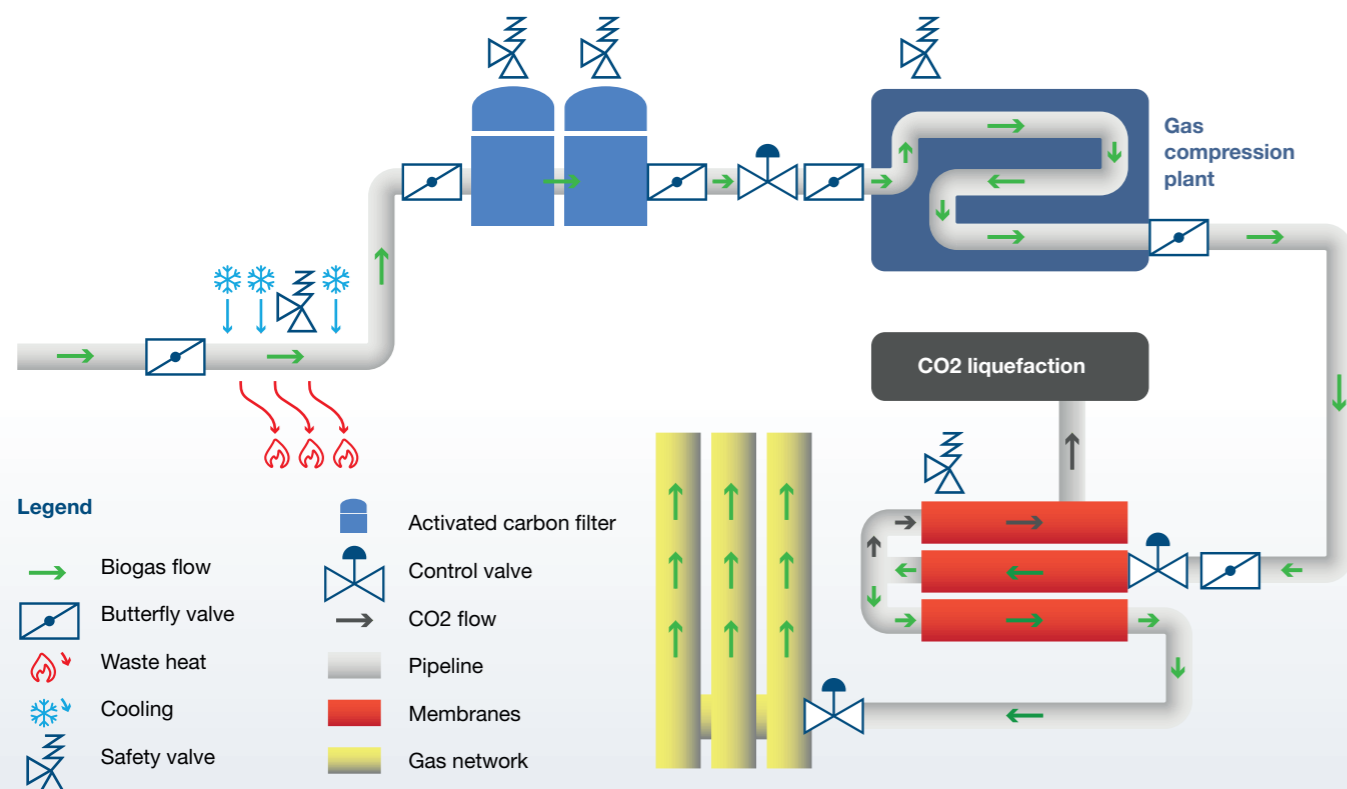 Gas
compression
plant
CO2 liquefaction
Legend
Biogas flow
Butterfly valve
Waste heat
Cooling
Safety valve
Activated carbon filter
Control valve
CO2 flow
Pipeline
Membranes
Gas network